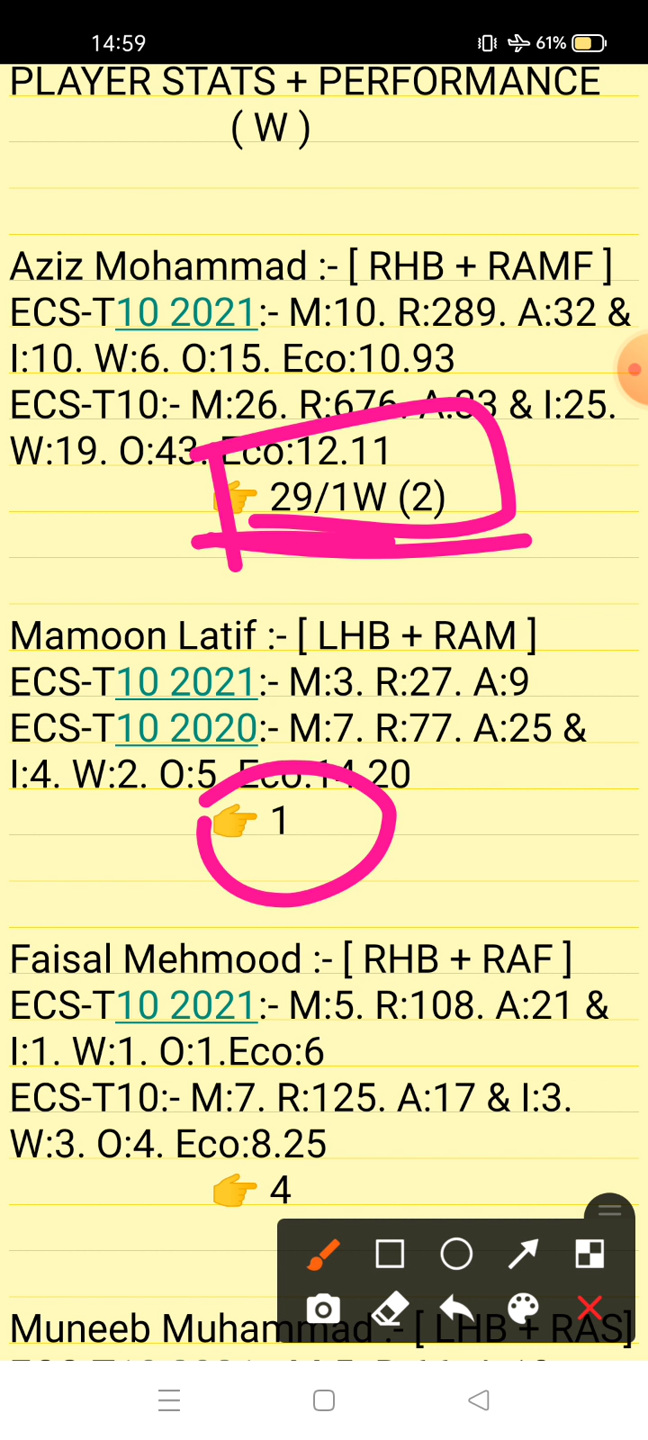 14:59
61%
PLAYER STATS + PERFORMANCE
( W )
Aziz Mohammad :- [ RHB + RAMF ]
ECS-T10 2021:- M:10. R:289. A:32 &
I:10. W:6. O:15. Eco:10.93
ECS-T10:- M:26. R:676. A:33 & I:25.
W:19. O:43. Eco:12.11
👉 29/1W (2)
Mamoon Latif :- [ LHB + RAM ]
ECS-T10 2021:- M:3. R:27. A:9
ECS-T10 2020:- M:7. R:77. A:25 &
I:4. W:2. O:5. Eco:14.20
👉 1
Faisal Mehmood :- [ RHB + RAF ]
ECS-T10 2021:- M:5. R:108. A:21 &
I:1. W:1. O:1.Eco:6
ECS-T10:- M:7. R:125. A:17 & I:3.
W:3. O:4. Eco:8.25
👉 4
Muneeb Muhammad :- [ LHB + RAS]